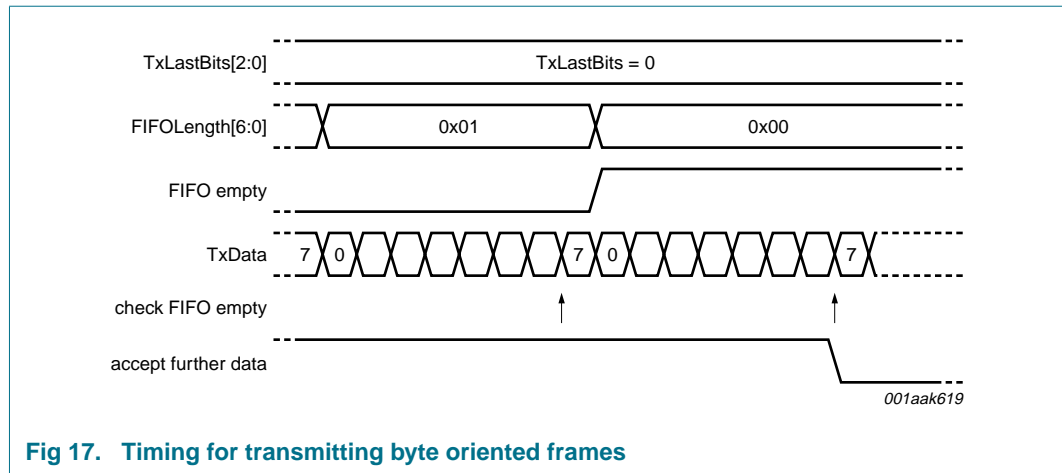 TxLastBits[2:0] TxLastBits = 0
FIFOLength[6:0] 0x01 0x00
FIFO empty
TxData 7 0 7 0 7
check FIFO empty
accept further data
001aak619
Fig 17. Timing for transmitting byte oriented frames